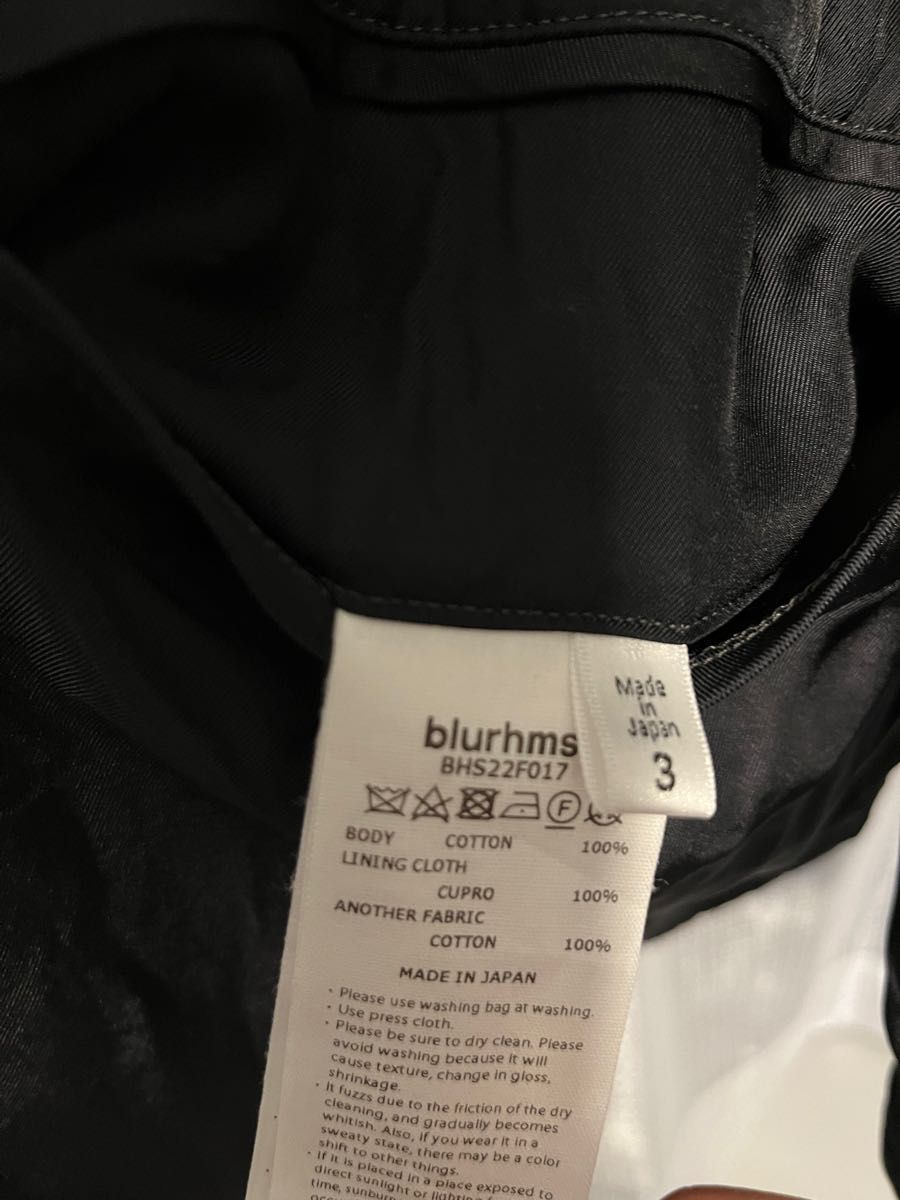 Made
in
Japan
3
blurhms
BHS22F017
F
BODY COTTON 100%
LINING CLOTH
CUPRO 100%
ANOTHER FABRIC
COTTON 100%
MADE IN JAPAN
· Please use washing bag at washing.
· Use press cloth.
· Please be sure to dry clean. Please
avoid washing because it will
cause texture, change in gloss,
shrinkage.
· It fuzzs due to the friction of the dry
cleaning, and gradually becomes
whitish. Also, if you wear it in a
sweaty state, there may be a color
shift to other things.
· If it is placed in a place exposed to
direct sunlight or lighting
time, sunburn